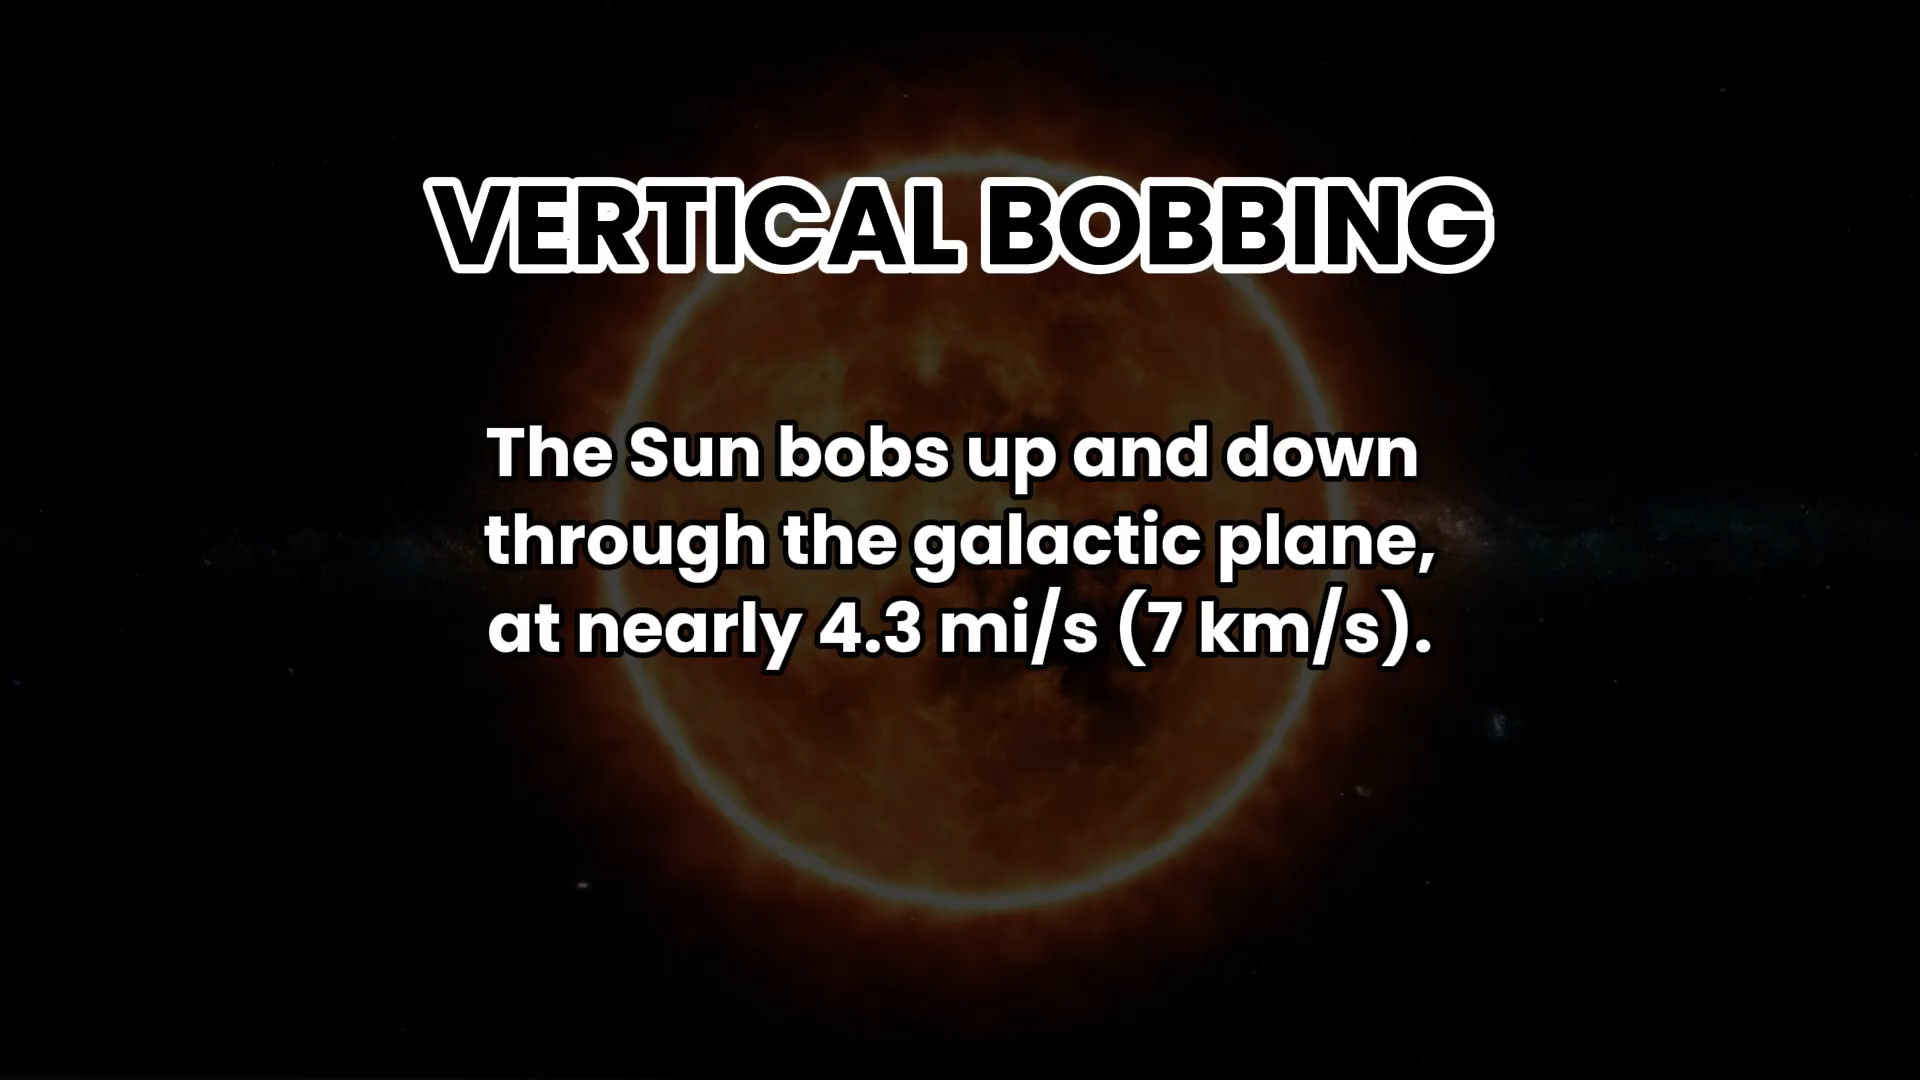 VERTICAL BOBBING
The Sun bobs up and down
through the galactic plane,
at nearly 4.3 mi/s (7 km/s).